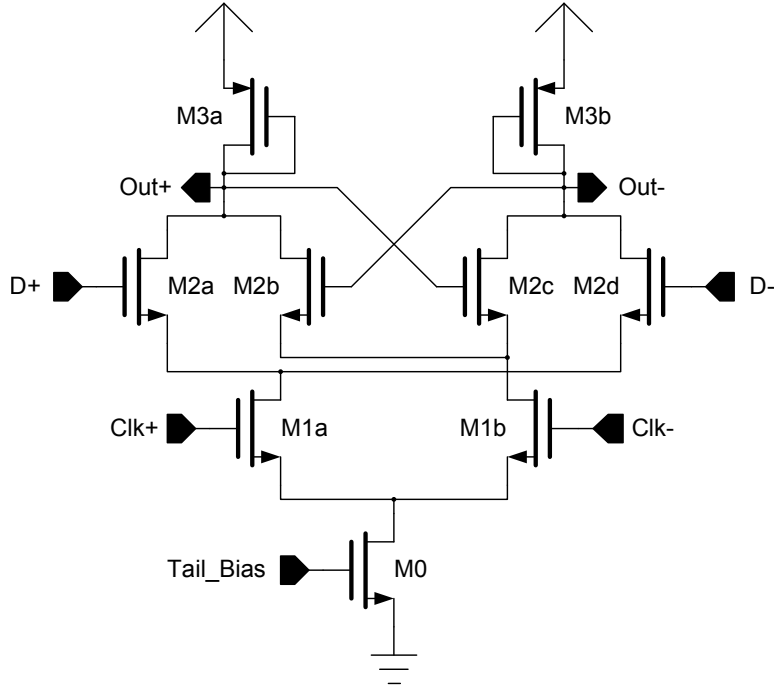 M3a M3b
Out+ Out-
D+ M2a M2b M2c M2d D-
Clk+ M1a M1b Clk-
Tail_Bias M0